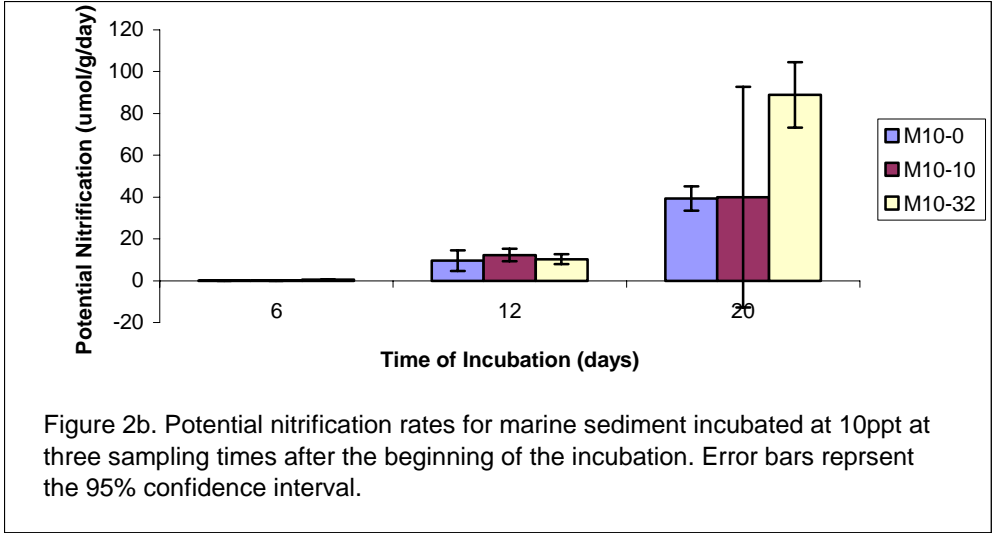 120
100
80
60
40
20
0
-20
Potential Nitrification (umol/g/day)
6
12
20
Time of Incubation (days)
M10-0
M10-10
M10-32
Figure 2b. Potential nitrification rates for marine sediment incubated at 10ppt at
three sampling times after the beginning of the incubation. Error bars reprsent
the 95% confidence interval.